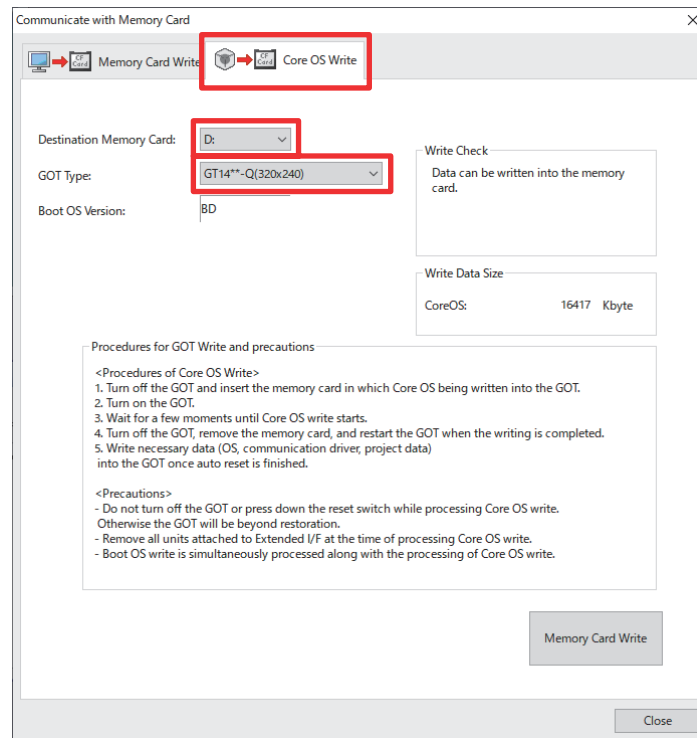 Communicate with Memory Card
CF
Card
Memory Card Write
CF
Card
Core OS Write
Destination Memory Card:
D:
GOT Type:
GT14**-Q(320x240)
Boot OS Version:
BD
Write Check
Data can be written into the memory
card.
Write Data Size
CoreOS:
16417 Kbyte
Procedures for GOT Write and precautions
<Procedures of Core OS Write>
1. Turn off the GOT and insert the memory card in which Core OS being written into the GOT.
2. Turn on the GOT.
3. Wait for a few moments until Core OS write starts.
4. Turn off the GOT, remove the memory card, and restart the GOT when the writing is completed.
5. Write necessary data (OS, communication driver, project data)
into the GOT once auto reset is finished.
<Precautions>
- Do not turn off the GOT or press down the reset switch while processing Core OS write.
Otherwise the GOT will be beyond restoration.
- Remove all units attached to Extended I/F at the time of processing Core OS write.
- Boot OS write is simultaneously processed along with the processing of Core OS write.
Memory Card Write
Close